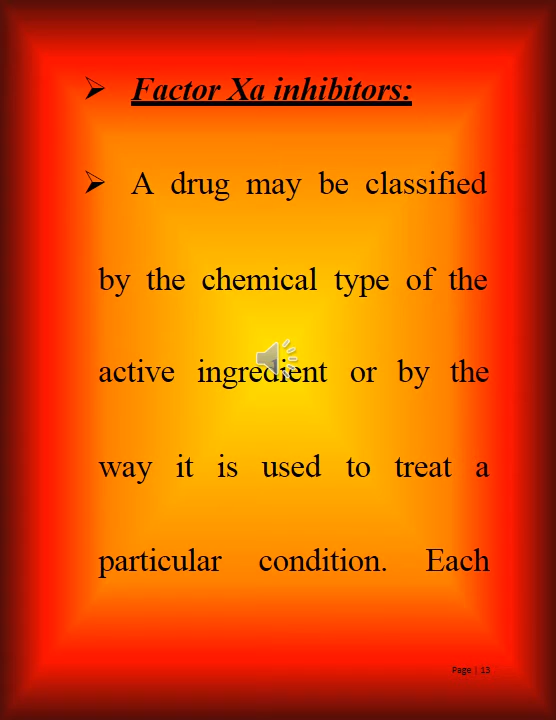 ➢ Factor Xa inhibitors:
➢ A drug may be classified
by the chemical type of the
active ingredient or by the
way it is used to treat a
particular condition. Each
Page | 13